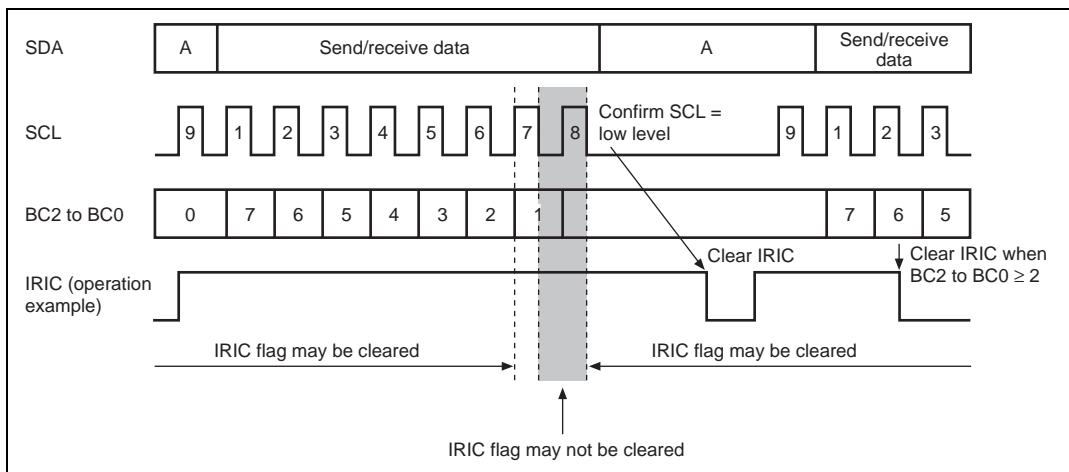 SDA
A
Send/receive data
A
Send/receive
data
SCL
9 1 2 3 4 5 6 7 8
Confirm SCL =
low level
9 1 2 3
BC2 to BC0
0 7 6 5 4 3 2 1
7 6 5
IRIC (operation
example)
Clear IRIC
Clear IRIC when
BC2 to BC0 ≥ 2
IRIC flag may be cleared
IRIC flag may be cleared
IRIC flag may not be cleared